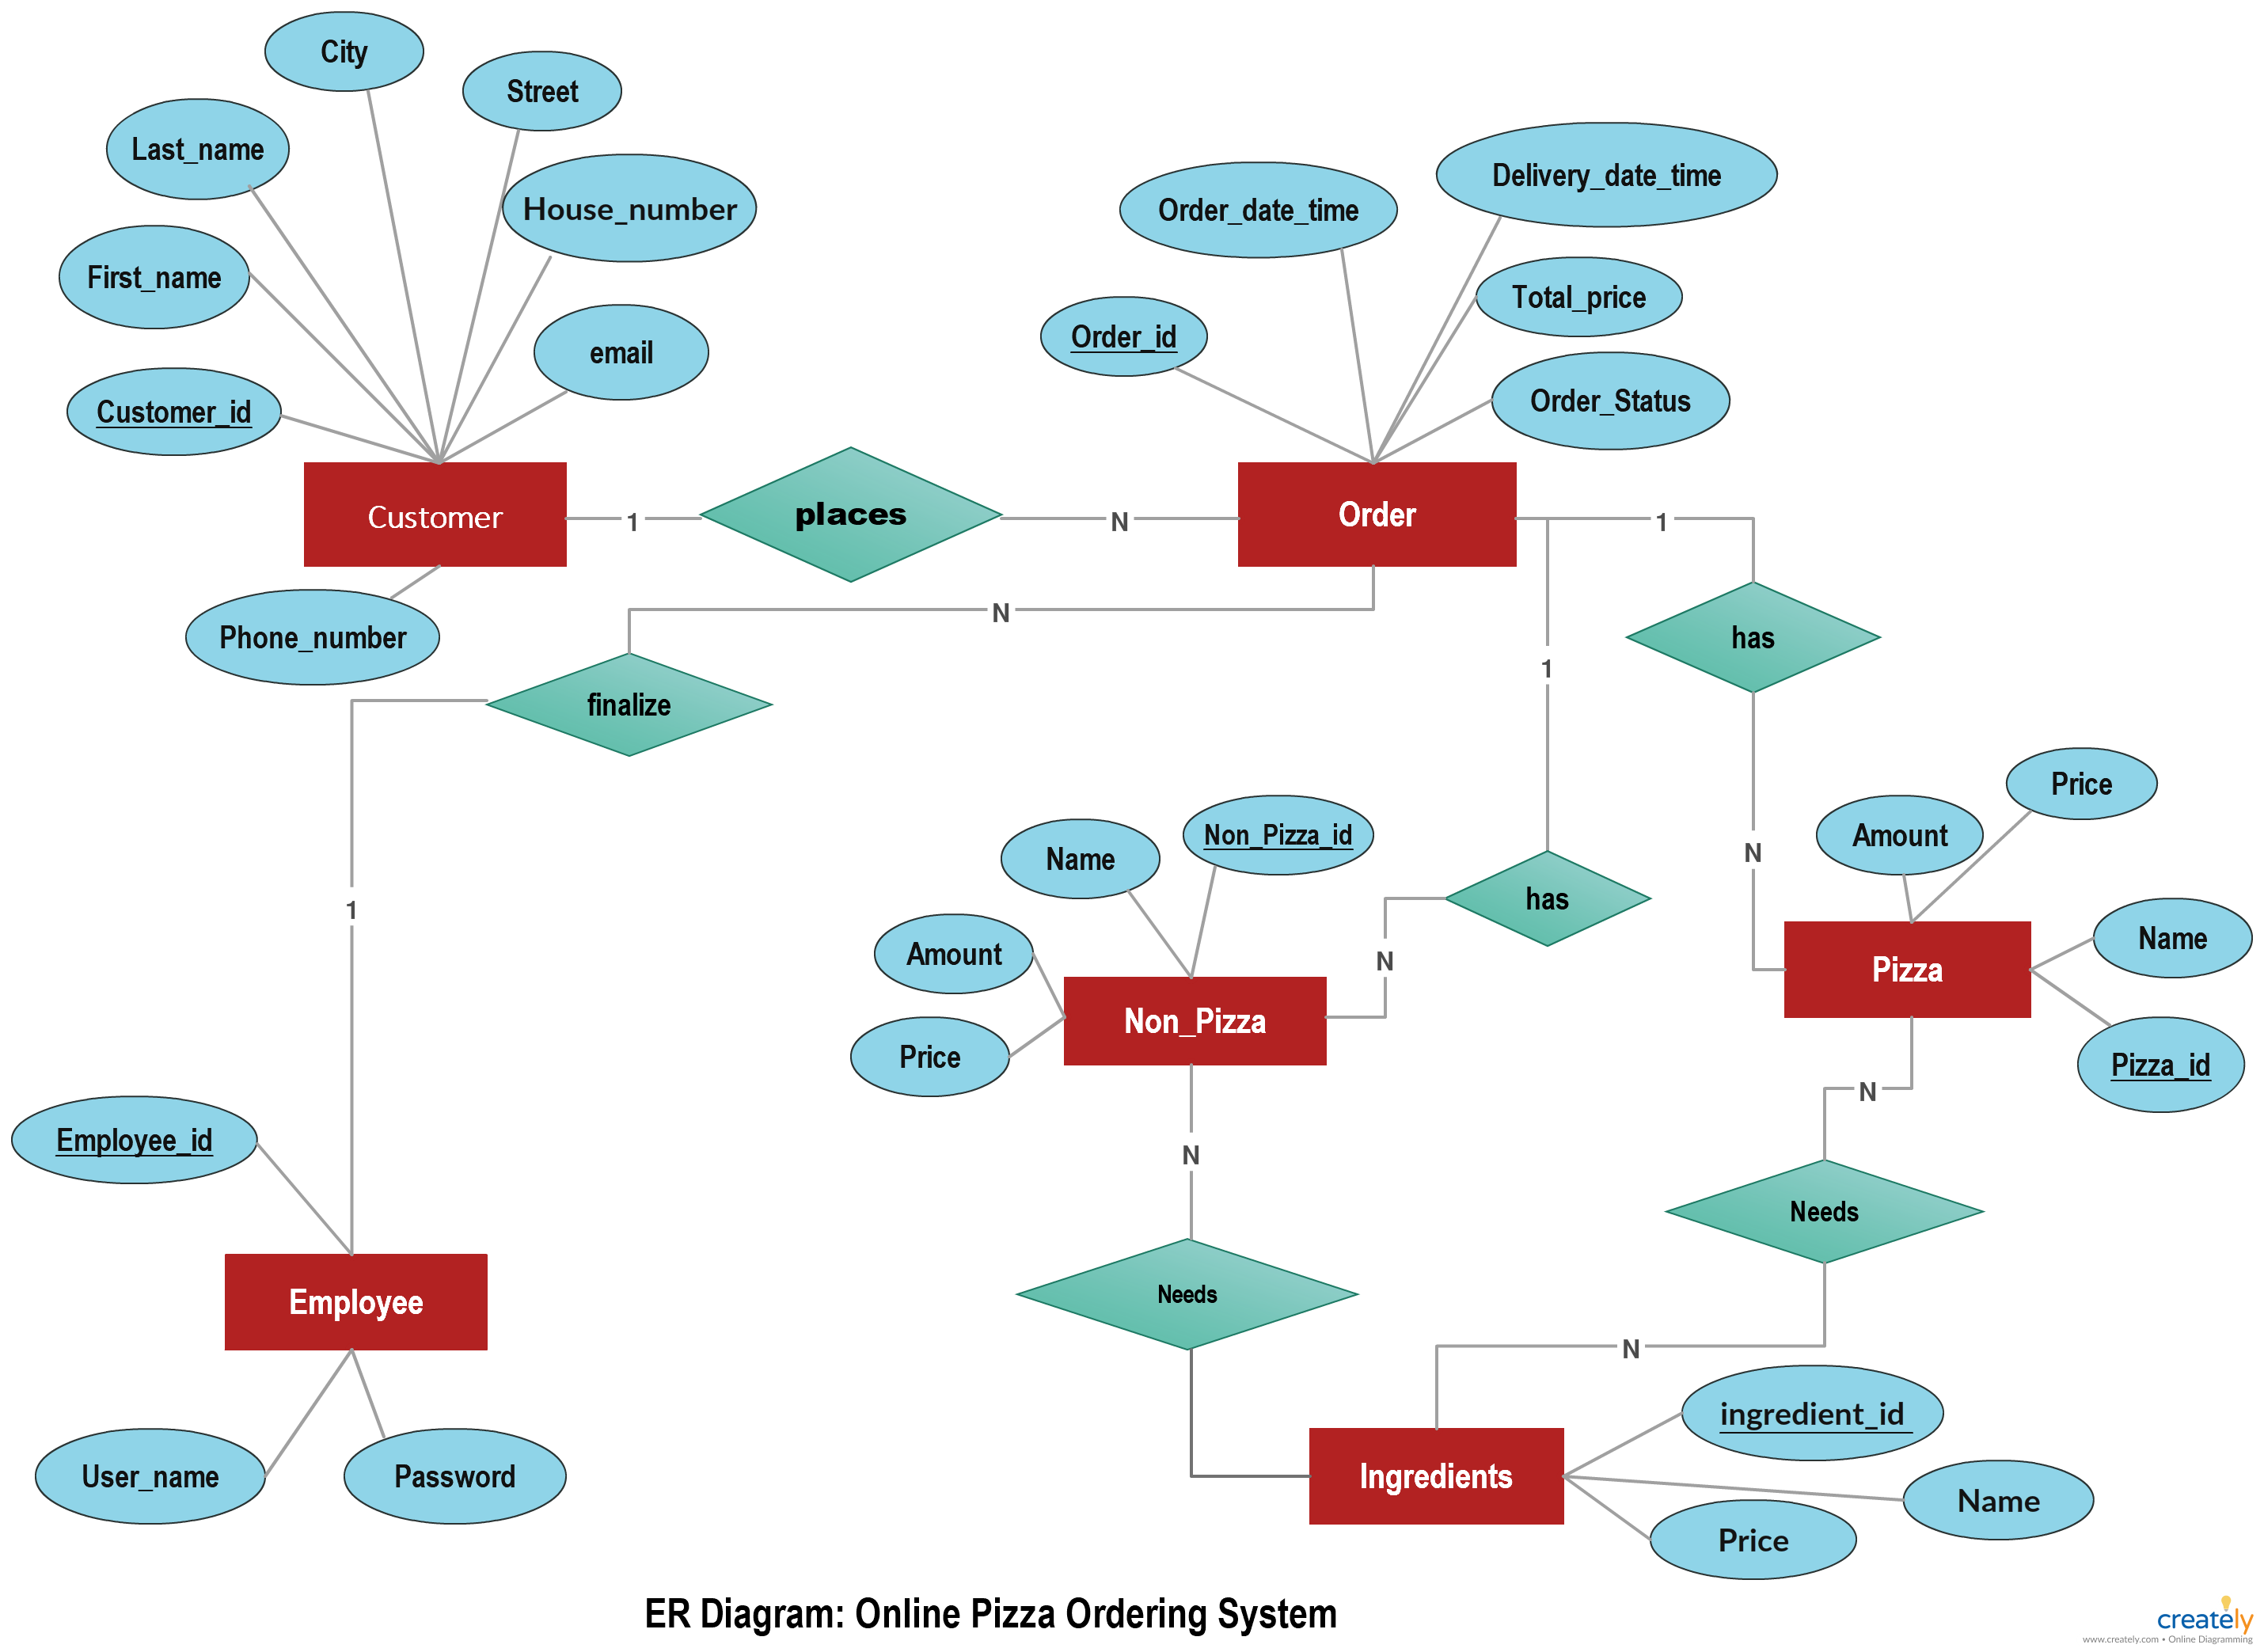 City
Street
Last_name
House_number
First_name
email
Customer_id
Customer
Phone_number
1
places
N
Order_date_time
Delivery_date_time
Total_price
Order_id
Order_Status
Order
1
has
N
finalize
1
1
N
Price
Amount
Name
Pizza
Pizza_id
Non_Pizza_id
Name
has
N
Amount
Non_Pizza
Price
N
N
Needs
Needs
N
Employee_id
Employee
User_name
Password
ingredient_id
Ingredients
Name
Price
ER Diagram: Online Pizza Ordering System
creately
www.creately.com • Online Diagramming